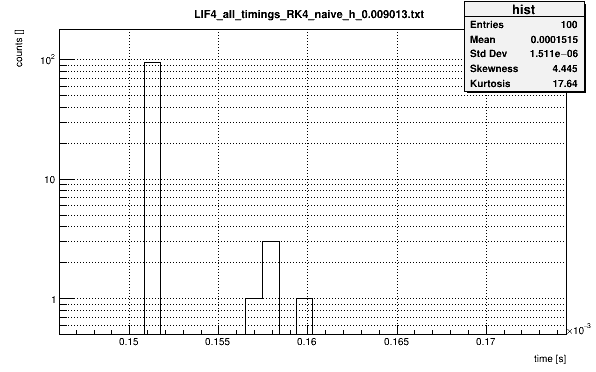 LIF4_all_timings_RK4_naive_h_0.009013.txt
hist
Entries 100
Mean 0.0001515
Std Dev 1.511e−06
Skewness 4.445
Kurtosis 17.64
counts []
10²
10
1
0.15 0.155 0.16 0.165 0.17
×10⁻³
time [s]